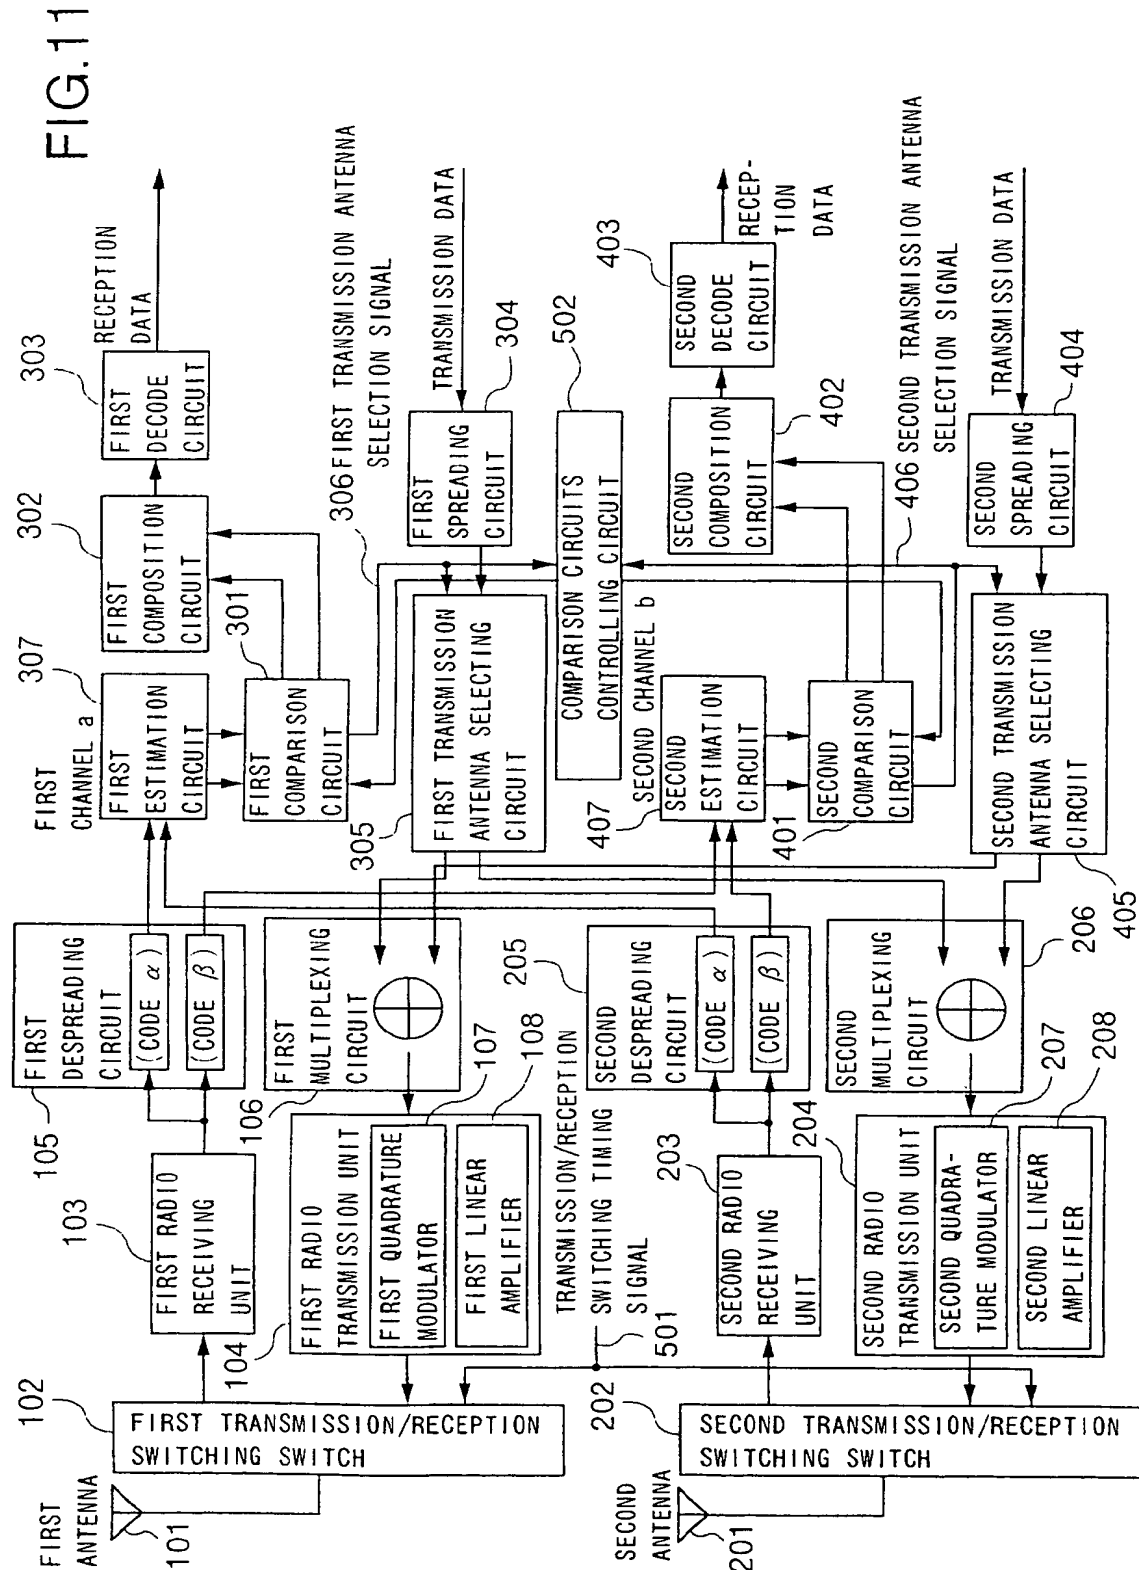 FIG.11
FIRST
ANTENNA
101
102
FIRST TRANSMISSION/RECEPTION
SWITCHING SWITCH
103
FIRST RADIO
RECEIVING
UNIT
104
FIRST RADIO
TRANSMISSION UNIT
FIRST QUADRATURE
MODULATOR
107
FIRST LINEAR
AMPLIFIER
108
105
FIRST
DESPREADING
CIRCUIT
(CODE α)
(CODE β)
106
FIRST
MULTIPLEXING
CIRCUIT
FIRST
CHANNEL a
307
FIRST
ESTIMATION
CIRCUIT
301
FIRST
COMPARISON
CIRCUIT
302
FIRST
COMPOSITION
CIRCUIT
303
FIRST
DECODE
CIRCUIT
RECEPTION
DATA
306 FIRST TRANSMISSION ANTENNA
SELECTION SIGNAL
TRANSMISSION DATA
304
FIRST
SPREADING
CIRCUIT
305
FIRST TRANSMISSION
ANTENNA SELECTING
CIRCUIT
502
COMPARISON CIRCUITS
CONTROLLING CIRCUIT
TRANSMISSION/RECEPTION
SWITCHING TIMING
SIGNAL
501
SECOND
ANTENNA
201
202
SECOND TRANSMISSION/RECEPTION
SWITCHING SWITCH
203
SECOND RADIO
RECEIVING
UNIT
204
SECOND RADIO
TRANSMISSION UNIT
SECOND QUADRA-
TURE MODULATOR
207
SECOND LINEAR
AMPLIFIER
208
205
SECOND
DESPREADING
CIRCUIT
(CODE α)
(CODE β)
206
SECOND
MULTIPLEXING
CIRCUIT
SECOND CHANNEL b
407
SECOND
ESTIMATION
CIRCUIT
401
SECOND
COMPARISON
CIRCUIT
402
SECOND
COMPOSITION
CIRCUIT
403
SECOND
DECODE
CIRCUIT
RECEP-
TION
DATA
406 SECOND TRANSMISSION ANTENNA
SELECTION SIGNAL
TRANSMISSION DATA
404
SECOND
SPREADING
CIRCUIT
405
SECOND TRANSMISSION
ANTENNA SELECTING
CIRCUIT